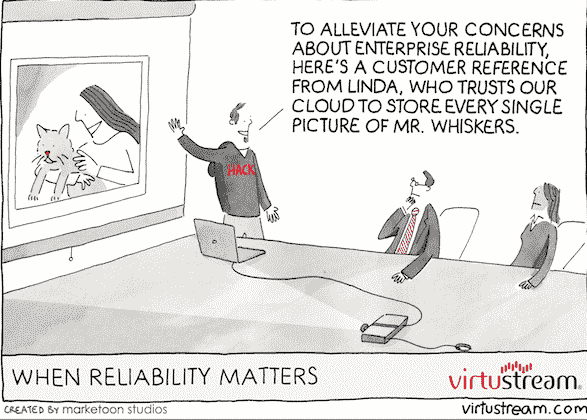 TO ALLEVIATE YOUR CONCERNS
ABOUT ENTERPRISE RELIABILITY,
HERE'S A CUSTOMER REFERENCE
FROM LINDA, WHO TRUSTS OUR
CLOUD TO STORE EVERY SINGLE
PICTURE OF MR. WHISKERS.
HACK
WHEN RELIABILITY MATTERS
virtustream
CREATED BY marketoon studios
virtustream.com